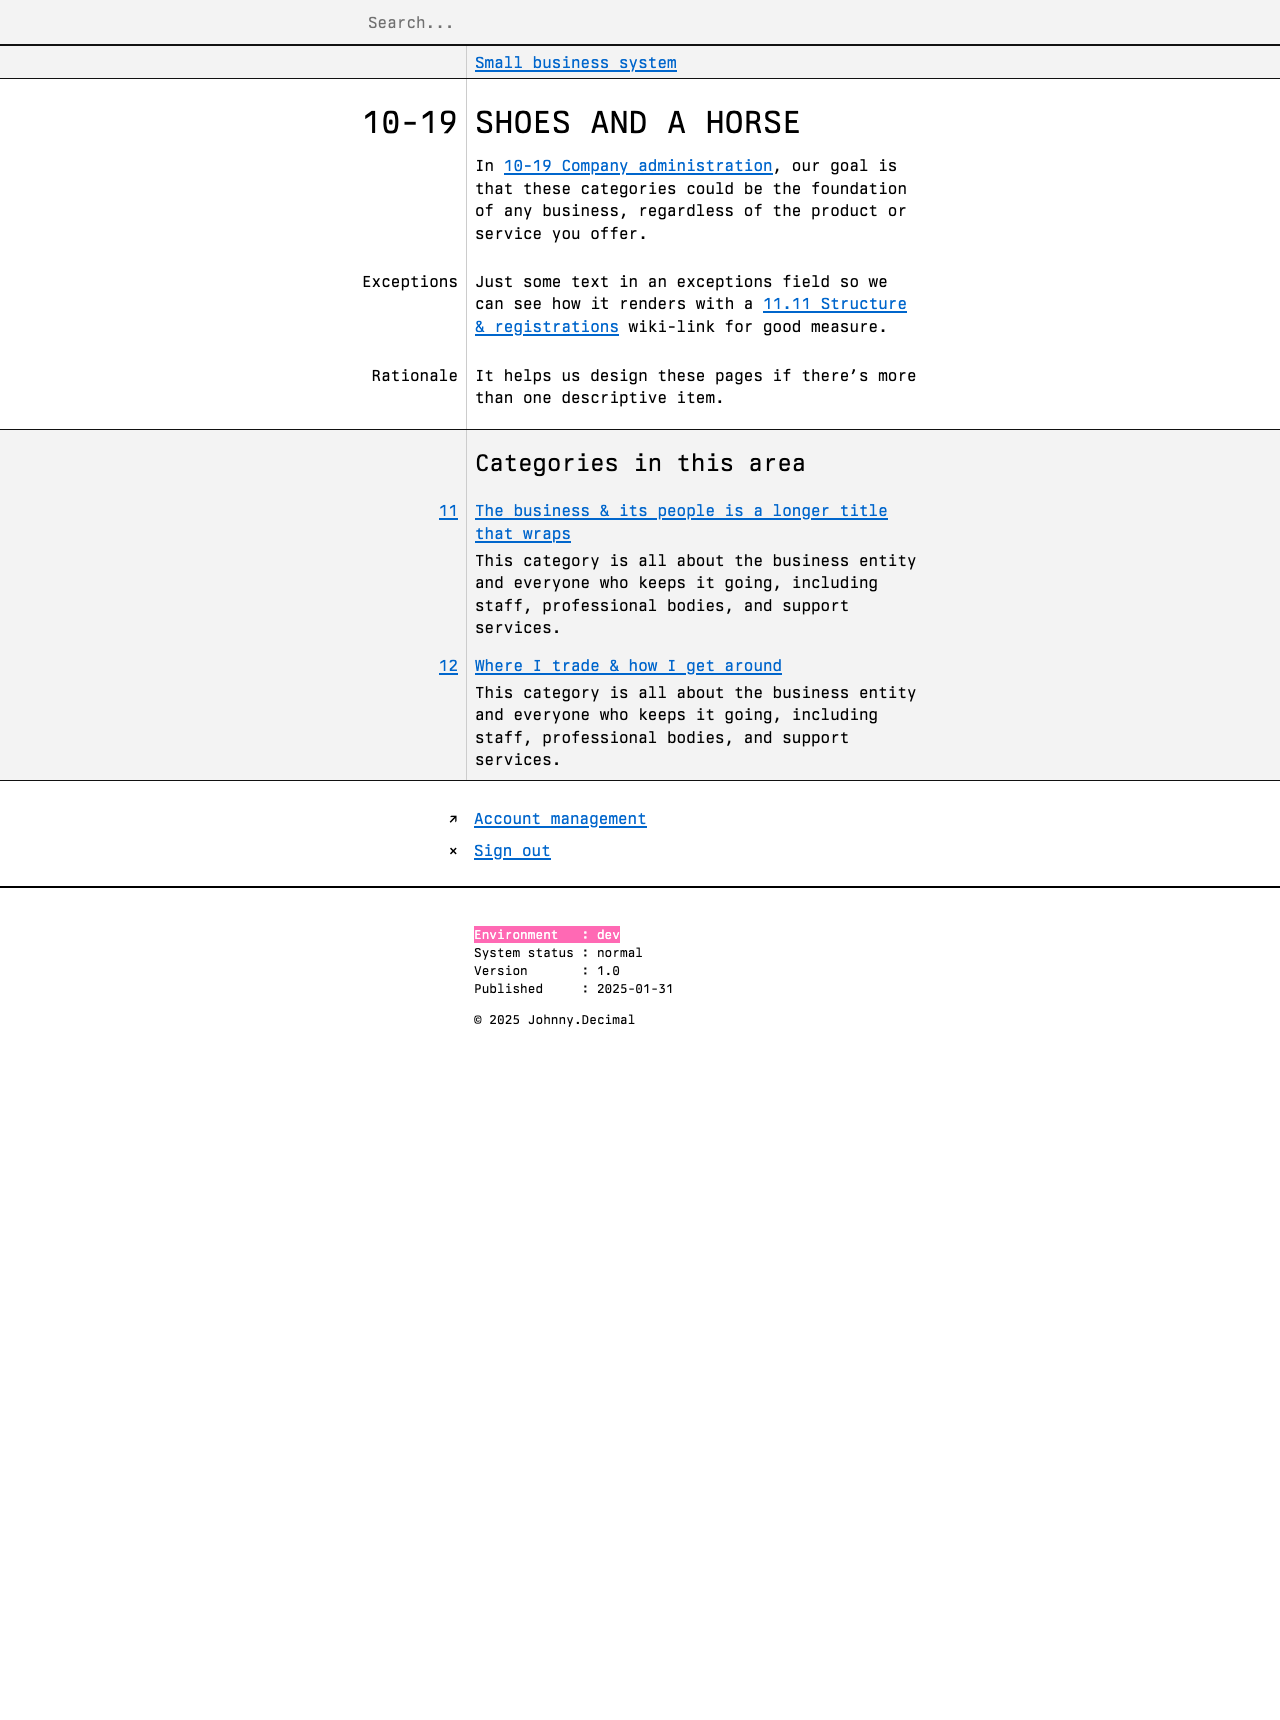 Search...
Small business system
10-19 SHOES AND A HORSE
In 10-19 Company administration, our goal is
that these categories could be the foundation
of any business, regardless of the product or
service you offer.
Exceptions Just some text in an exceptions field so we
can see how it renders with a 11.11 Structure
& registrations wiki-link for good measure.
Rationale It helps us design these pages if there’s more
than one descriptive item.
Categories in this area
11 The business & its people is a longer title
that wraps
This category is all about the business entity
and everyone who keeps it going, including
staff, professional bodies, and support
services.
12 Where I trade & how I get around
This category is all about the business entity
and everyone who keeps it going, including
staff, professional bodies, and support
services.
↗ Account management
× Sign out
Environment : dev
System status : normal
Version : 1.0
Published : 2025-01-31
© 2025 Johnny.Decimal